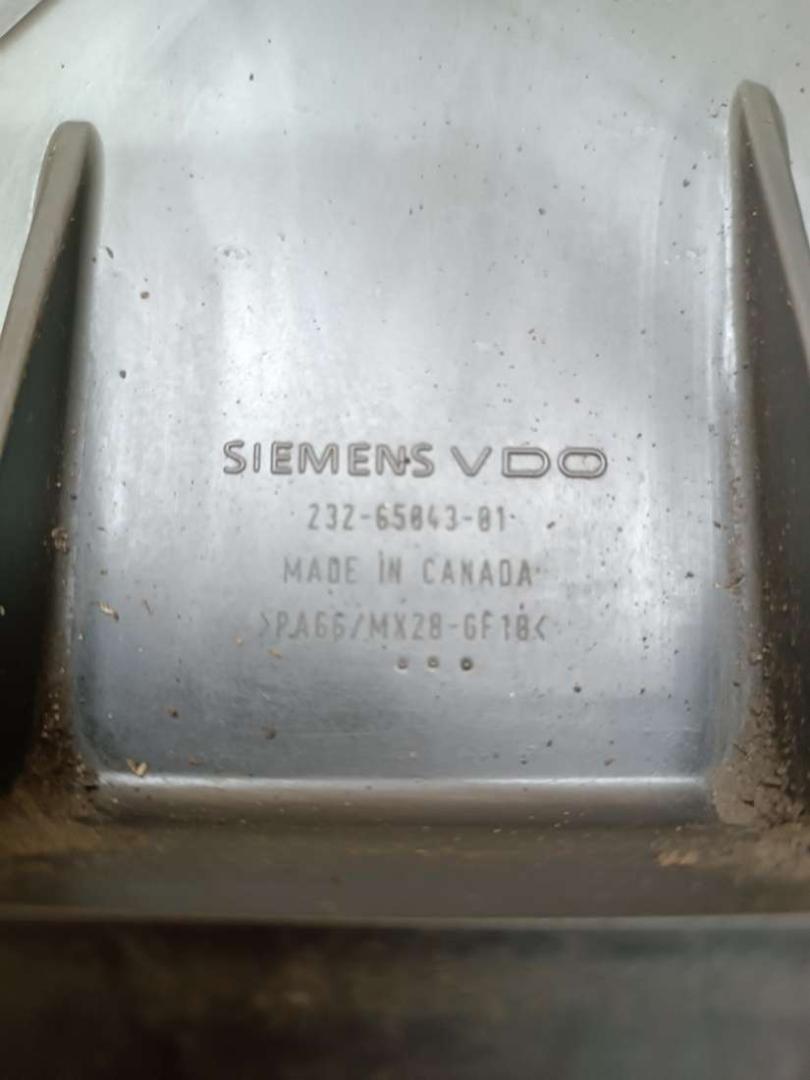 SIEMENS VDO
232-65043-01
MADE IN CANADA
>PA66/MX28-GF18<